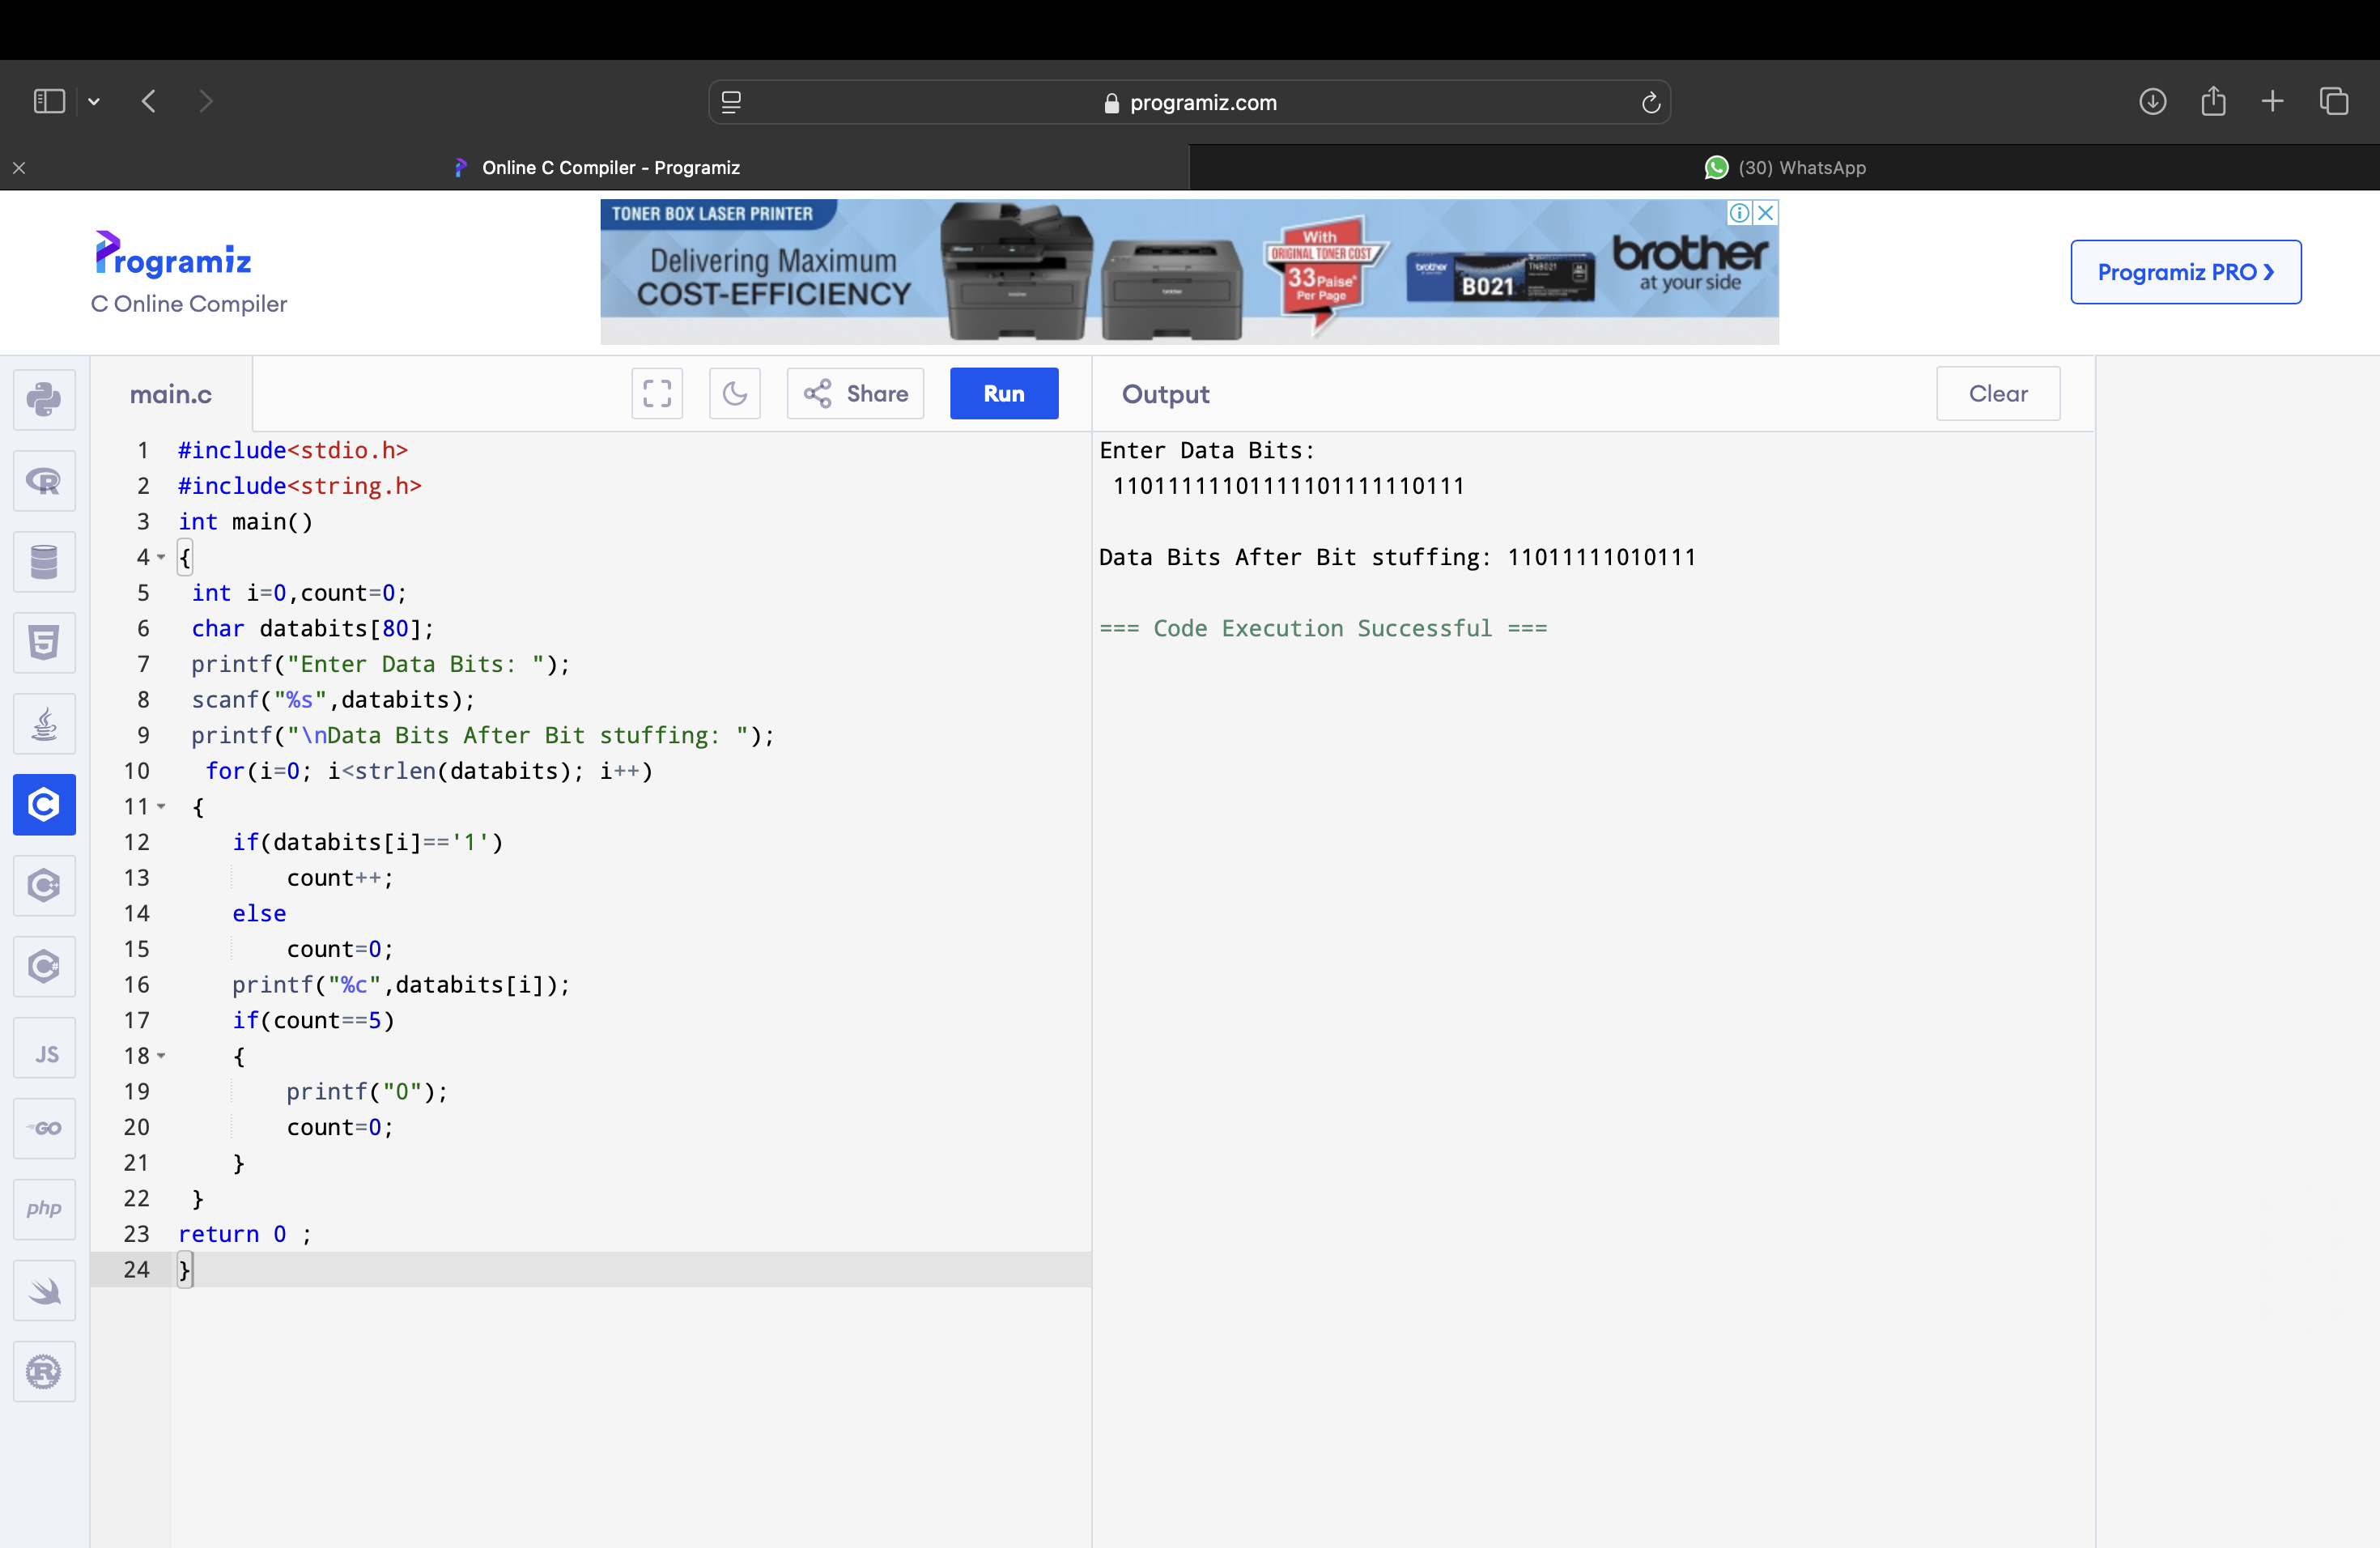 programiz.com
Online C Compiler - Programiz
(30) WhatsApp
Programiz
C Online Compiler
TONER BOX LASER PRINTER
Delivering Maximum
COST-EFFICIENCY
With
ORIGINAL TONER COST
33 Paise*
Per Page
brother
TNB021
B021
brother
at your side
Programiz PRO ›
main.c
Share
Run
Output
Clear
1 #include<stdio.h>
2 #include<string.h>
3 int main()
4 {
5 int i=0,count=0;
6 char databits[80];
7 printf("Enter Data Bits: ");
8 scanf("%s",databits);
9 printf("\nData Bits After Bit stuffing: ");
10 for(i=0; i<strlen(databits); i++)
11 {
12 if(databits[i]=='1')
13 count++;
14 else
15 count=0;
16 printf("%c",databits[i]);
17 if(count==5)
18 {
19 printf("0");
20 count=0;
21 }
22 }
23 return 0 ;
24 }
Enter Data Bits:
11011111101111101111110111
Data Bits After Bit stuffing: 11011111010111
=== Code Execution Successful ===
JS
GO
php